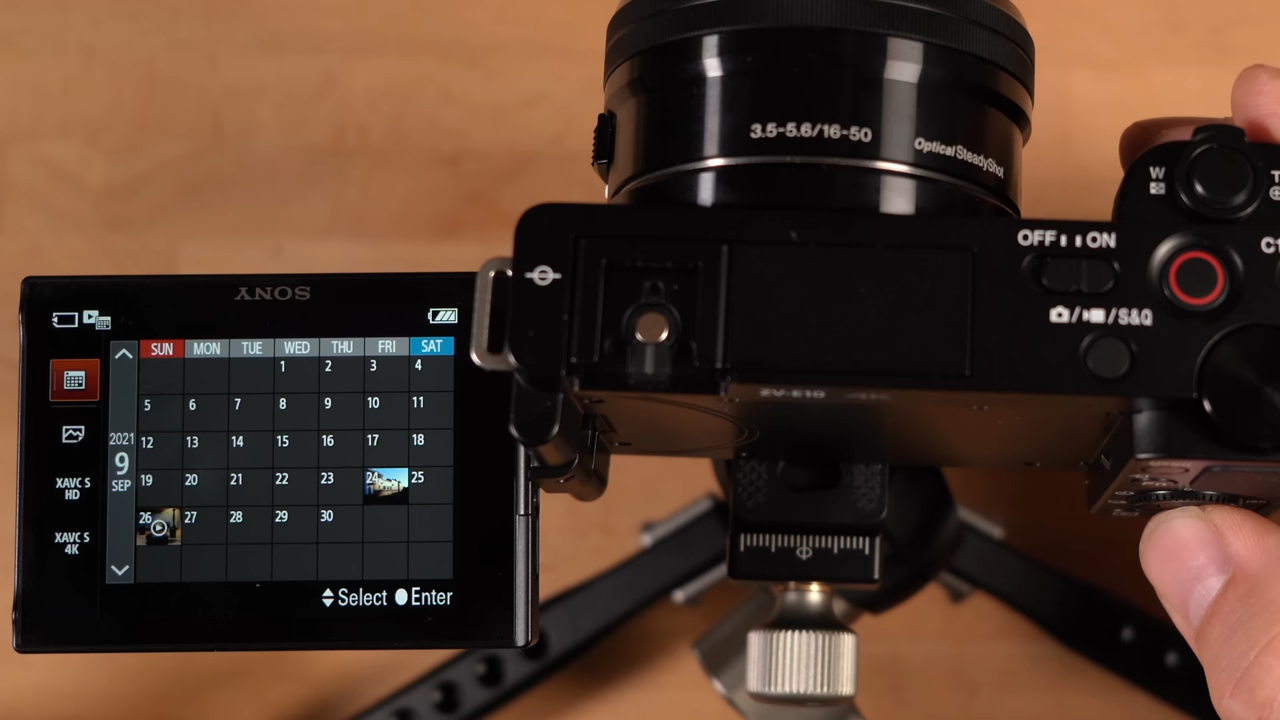 3.5-5.6/16-50
Optical SteadyShot
W
T
OFF ON
C1
/S&Q
ZV-E10
SONY
SUN MON TUE WED THU FRI SAT
1 2 3 4
5 6 7 8 9 10 11
12 13 14 15 16 17 18
19 20 21 22 23 24 25
26 27 28 29 30
2021
9
SEP
XAVC S
HD
XAVC S
4K
Select Enter